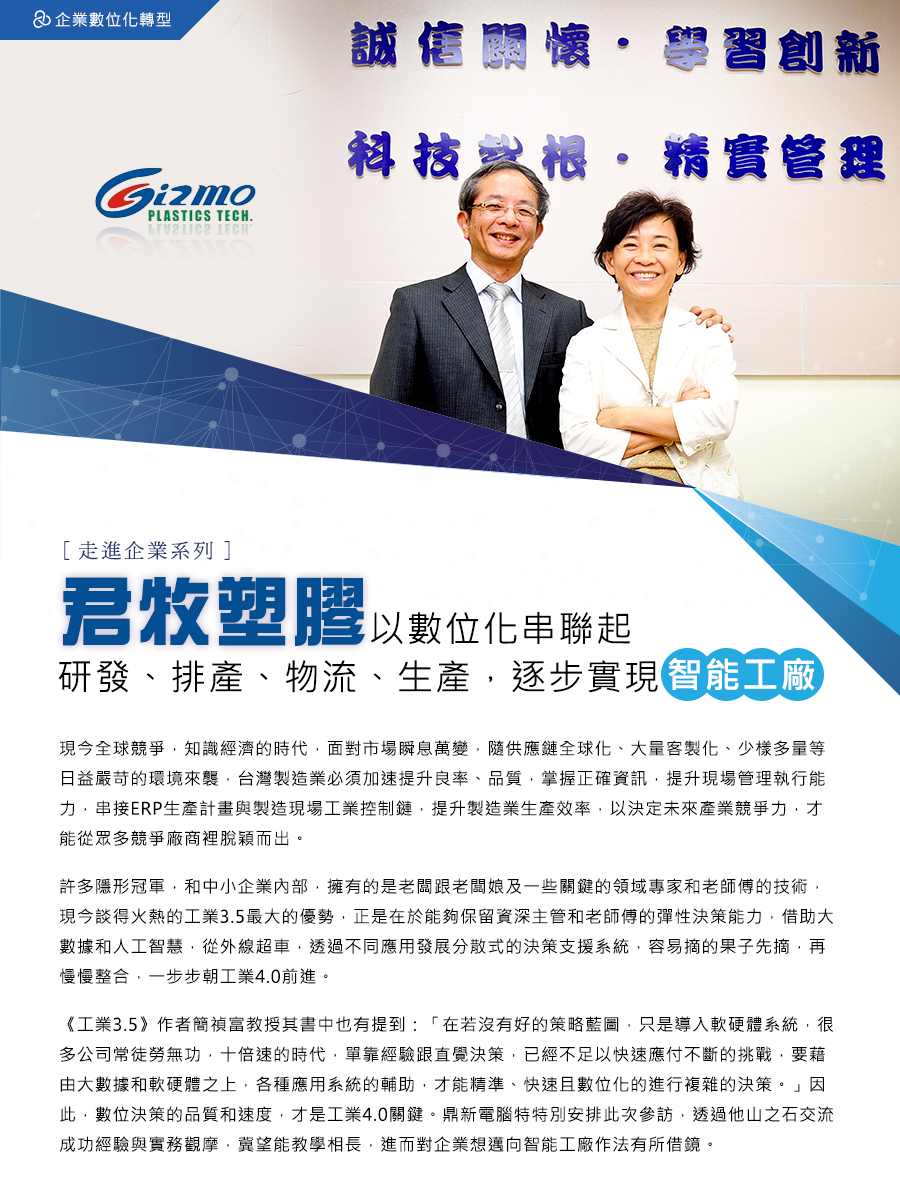 企業數位化轉型
誠信關懷·學習創新
科技 根·精實管理
Gizmo
PLASTICS TECH.
[ 走進企業系列 ]
君牧塑膠以數位化串聯起
研發、排產、物流、生產，逐步實現智能工廠
現今全球競爭，知識經濟的時代，面對市場瞬息萬變，隨供應鏈全球化、大量客製化、少樣多量等
日益嚴苛的環境來襲，台灣製造業必須加速提升良率、品質，掌握正確資訊，提升現場管理執行能
力，串接ERP生產計畫與製造現場工業控制鏈，提升製造業生產效率，以決定未來產業競爭力，才
能從眾多競爭廠商裡脫穎而出。
許多隱形冠軍，和中小企業內部，擁有的是老闆跟老闆娘及一些關鍵的領域專家和老師傅的技術，
現今談得火熱的工業3.5最大的優勢，正是在於能夠保留資深主管和老師傅的彈性決策能力，借助大
數據和人工智慧，從外線超車，透過不同應用發展分散式的決策支援系統，容易摘的果子先摘，再
慢慢整合，一步步朝工業4.0前進。
《工業3.5》作者簡禎富教授其書中也有提到：「在若沒有好的策略藍圖，只是導入軟硬體系統，很
多公司常徒勞無功，十倍速的時代，單靠經驗跟直覺決策，已經不足以快速應付不斷的挑戰，要藉
由大數據和軟硬體之上，各種應用系統的輔助，才能精準、快速且數位化的進行複雜的決策。」因
此，數位決策的品質和速度，才是工業4.0關鍵。鼎新電腦特特別安排此次參訪，透過他山之石交流
成功經驗與實務觀摩，冀望能教學相長，進而對企業想邁向智能工廠作法有所借鏡。